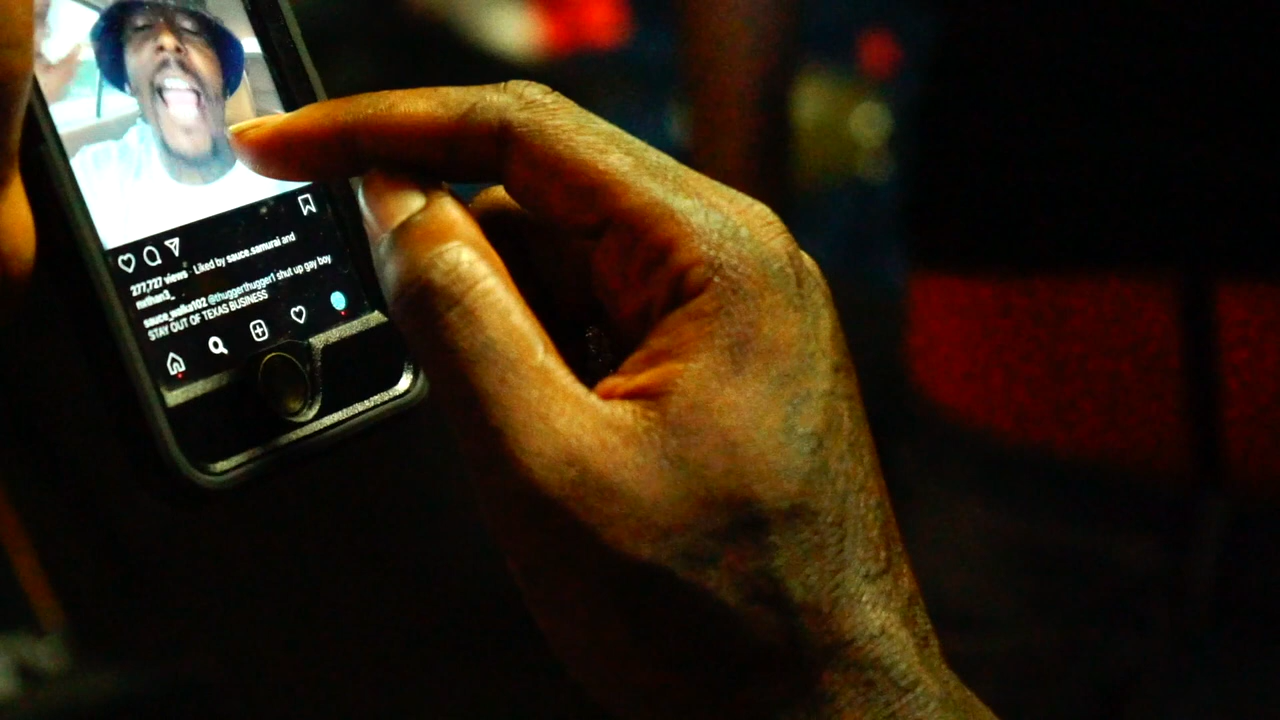 277,727 views · Liked by sauce.samurai and
nathan3_
sauce_walka102 @thuggerthugger1 shut up gay boy
STAY OUT OF TEXAS BUSINESS